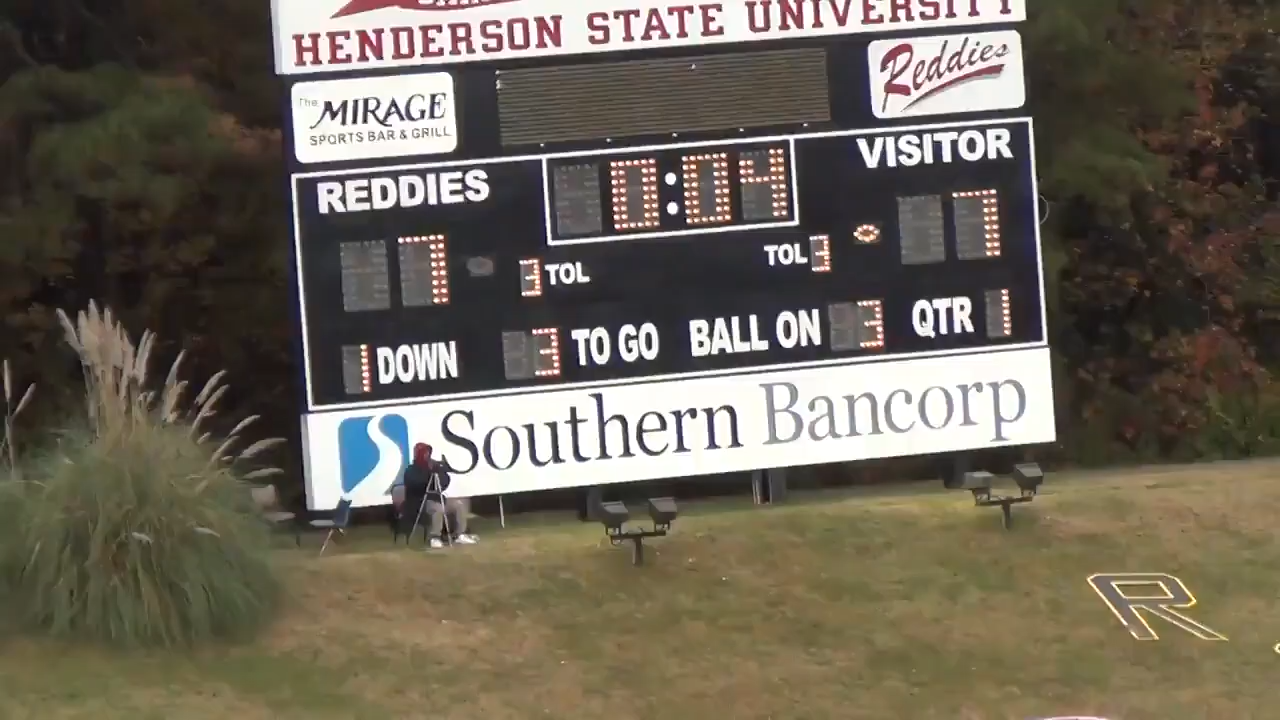 HENDERSON STATE UNIVERSITY
The MIRAGE
SPORTS BAR & GRILL
Reddies
REDDIES
0:04
VISITOR
7
3 TOL
TOL 3
7
1 DOWN
3 TO GO
BALL ON 3
QTR 1
Southern Bancorp
R